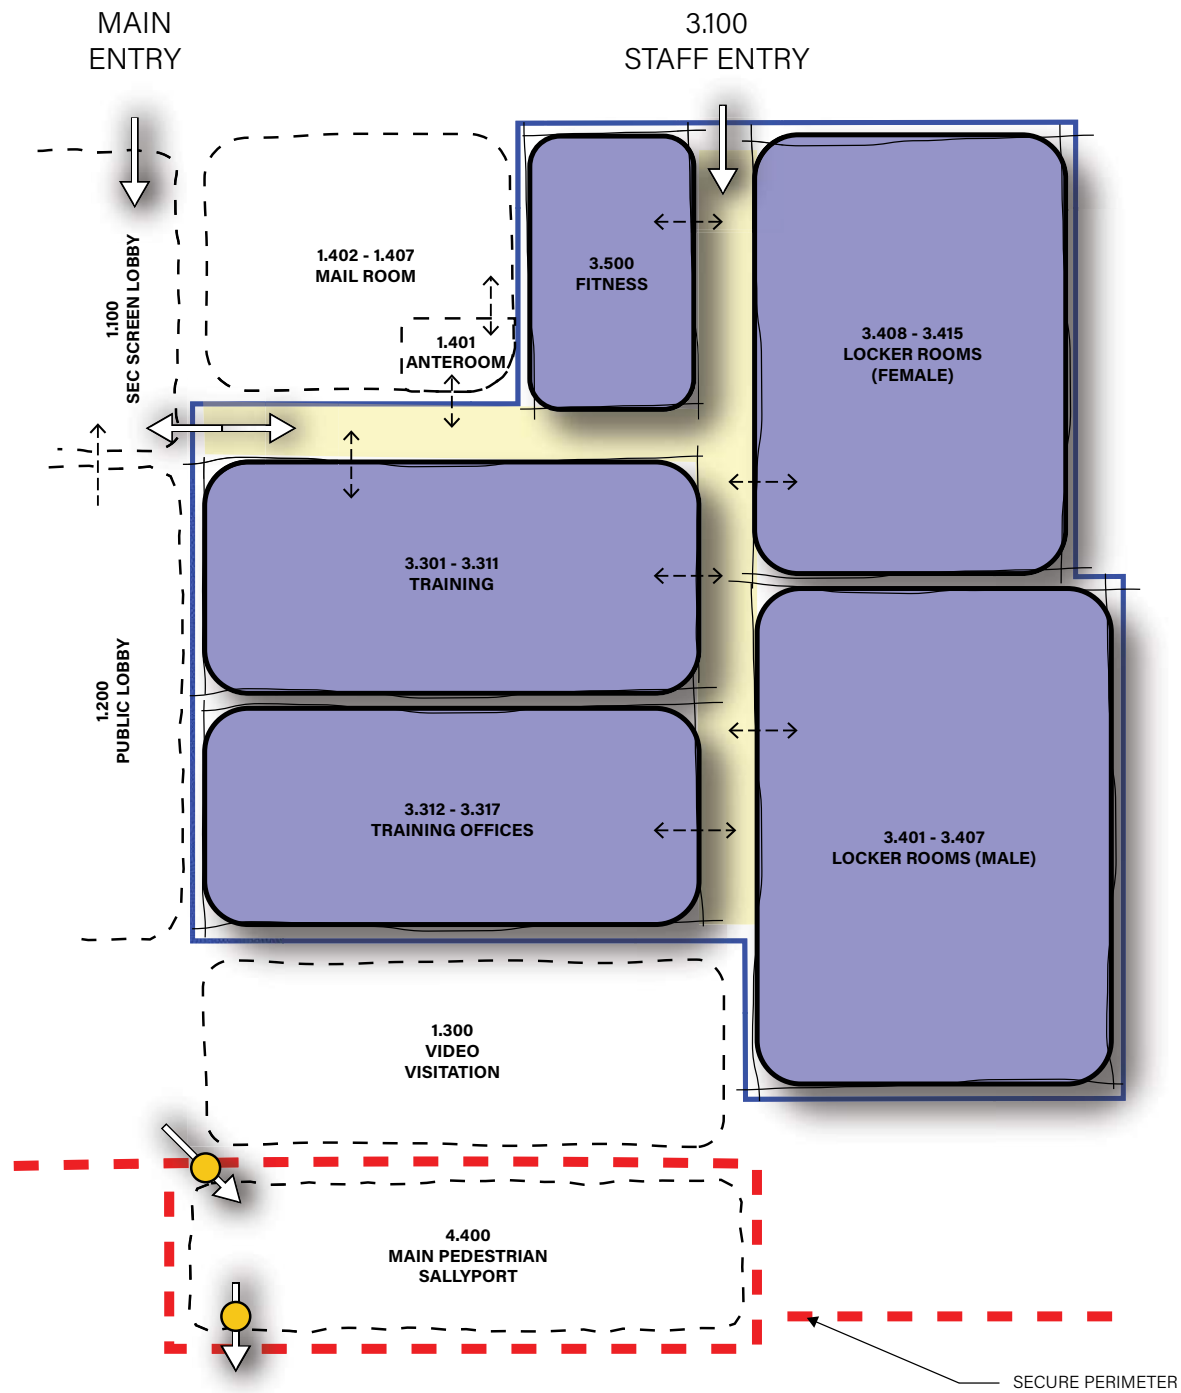 MAIN
ENTRY
3.100
STAFF ENTRY
1.100
SEC SCREEN LOBBY
1.402 - 1.407
MAIL ROOM
1.401
ANTEROOM
3.500
FITNESS
3.408 - 3.415
LOCKER ROOMS
(FEMALE)
3.301 - 3.311
TRAINING
1.200
PUBLIC LOBBY
3.312 - 3.317
TRAINING OFFICES
3.401 - 3.407
LOCKER ROOMS (MALE)
1.300
VIDEO
VISITATION
4.400
MAIN PEDESTRIAN
SALLYPORT
SECURE PERIMETER